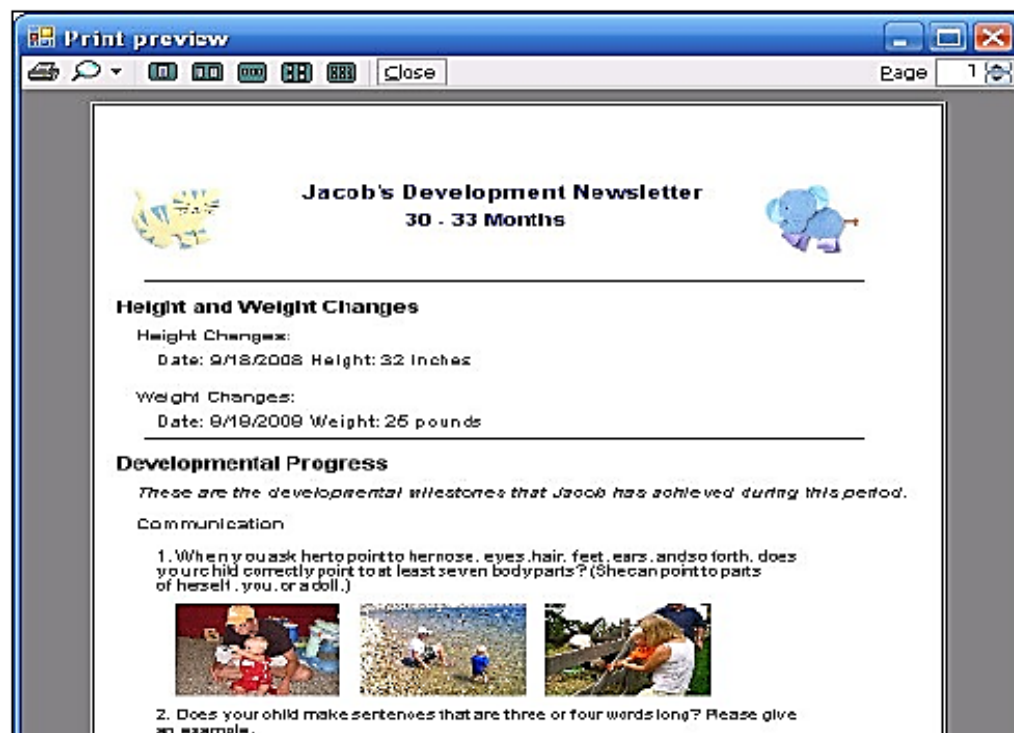 Print preview
Close
Page 1
Jacob's Development Newsletter
30 - 33 Months
Height and Weight Changes
Height Changes:
Date: 9/18/2008 Height: 32 inches
Weight Changes:
Date: 9/18/2008 Weight: 25 pounds
Developmental Progress
These are the developmental milestones that Jacob has achieved during this period.
Communication
1. When you ask her to point to her nose, eyes, hair, feet, ears, and so forth, does
your child correctly point to at least seven body parts? (She can point to parts
of herself, you, or a doll.)
2. Does your child make sentences that are three or four words long? Please give
an example.